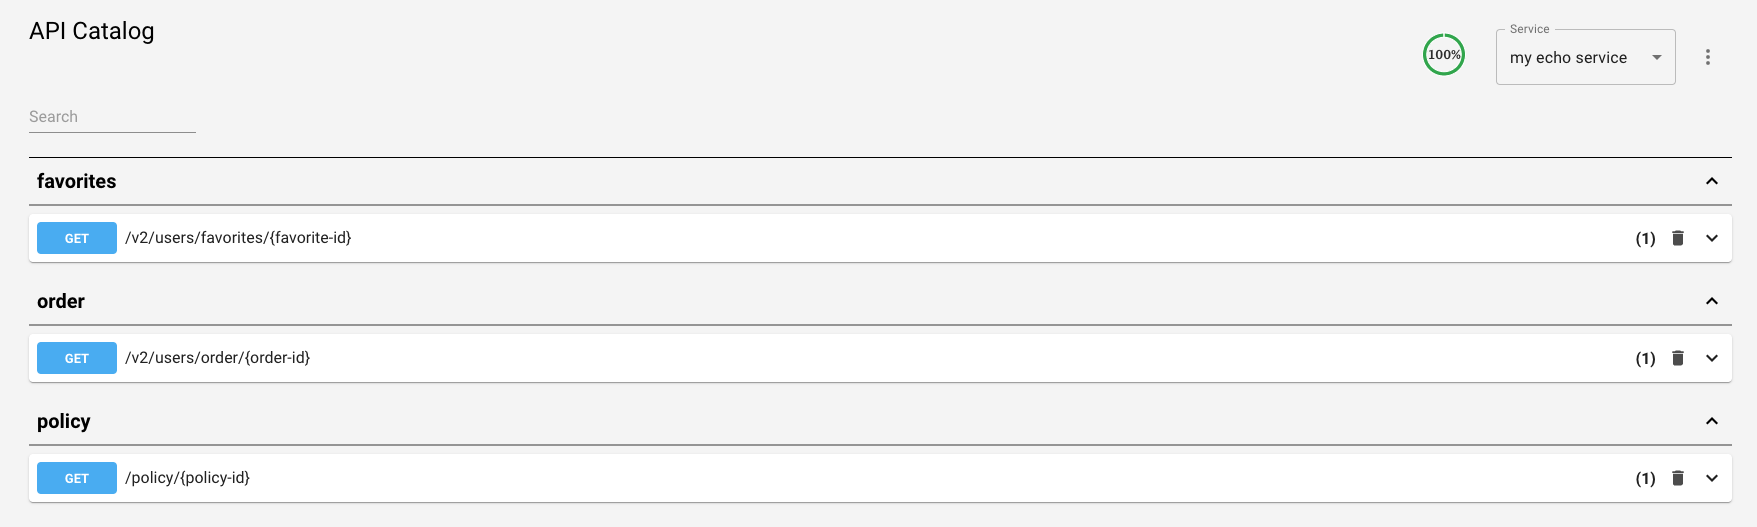 API Catalog
100%
Service
my echo service
Search
favorites
GET /v2/users/favorites/{favorite-id} (1)
order
GET /v2/users/order/{order-id} (1)
policy
GET /policy/{policy-id} (1)